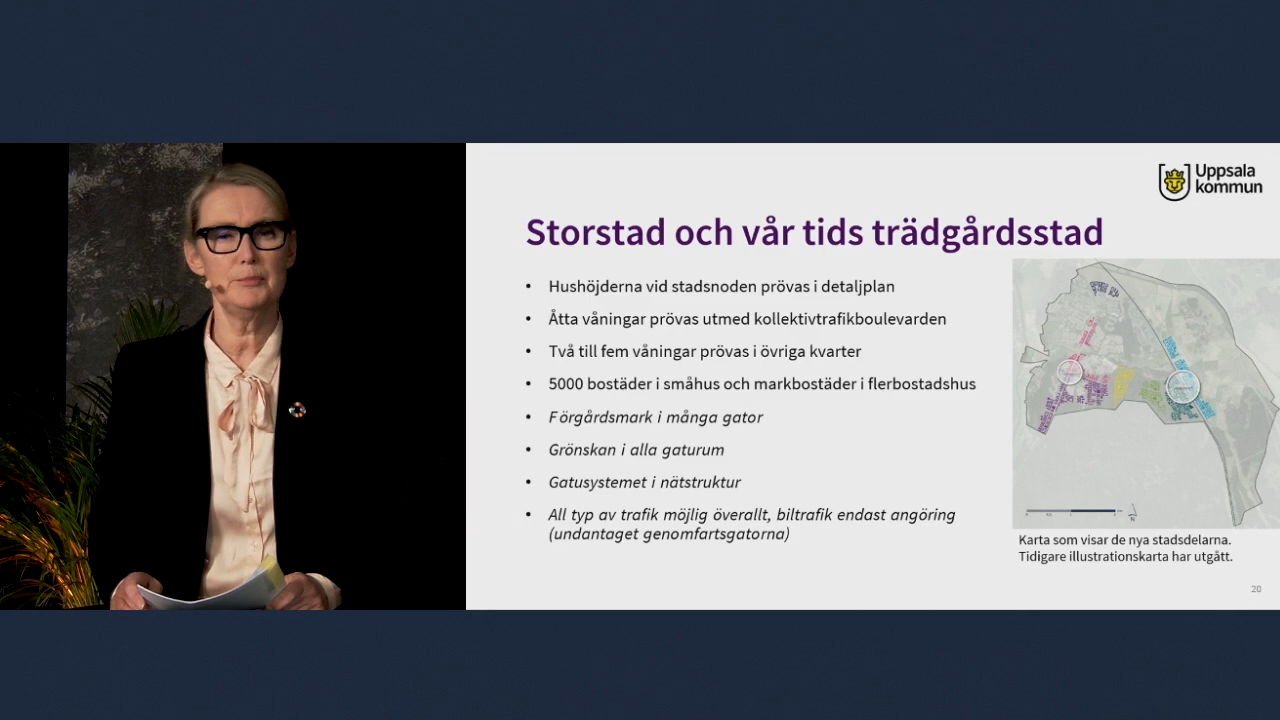 Uppsala
kommun
Storstad och vår tids trädgårdsstad
• Hushöjderna vid stadsnoden prövas i detaljplan
• Åtta våningar prövas utmed kollektivtrafikboulevarden
• Två till fem våningar prövas i övriga kvarter
• 5000 bostäder i småhus och markbostäder i flerbostadshus
• Förgårdsmark i många gator
• Grönskan i alla gaturum
• Gatusystemet i nätstruktur
• All typ av trafik möjlig överallt, biltrafik endast angöring
(undantaget genomfartsgatorna)
N
Karta som visar de nya stadsdelarna.
Tidigare illustrationskarta har utgått.
20